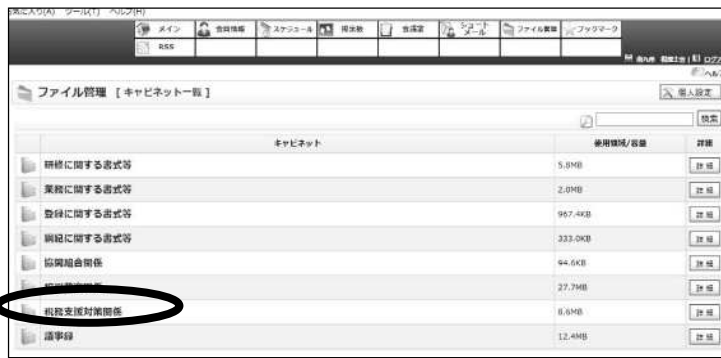 気に入り(A) ツール(T) ヘルプ(H)
メイン 会員情報 スケジュール 掲示板 会議室 ショートメール ファイル管理 ブックマーク
RSS
ファイル管理 [キャビネット一覧] 個人設定
検索
キャビネット 使用領域/容量 詳細
研修に関する書式等 5.8MB 詳細
業務に関する書式等 2.0MB 詳細
登録に関する書式等 967.4KB 詳細
綱紀に関する書式等 333.0KB 詳細
協同組合関係 94.6KB 詳細
27.7MB 詳細
税務支援対策関係 8.6MB 詳細
議事録 12.4MB 詳細